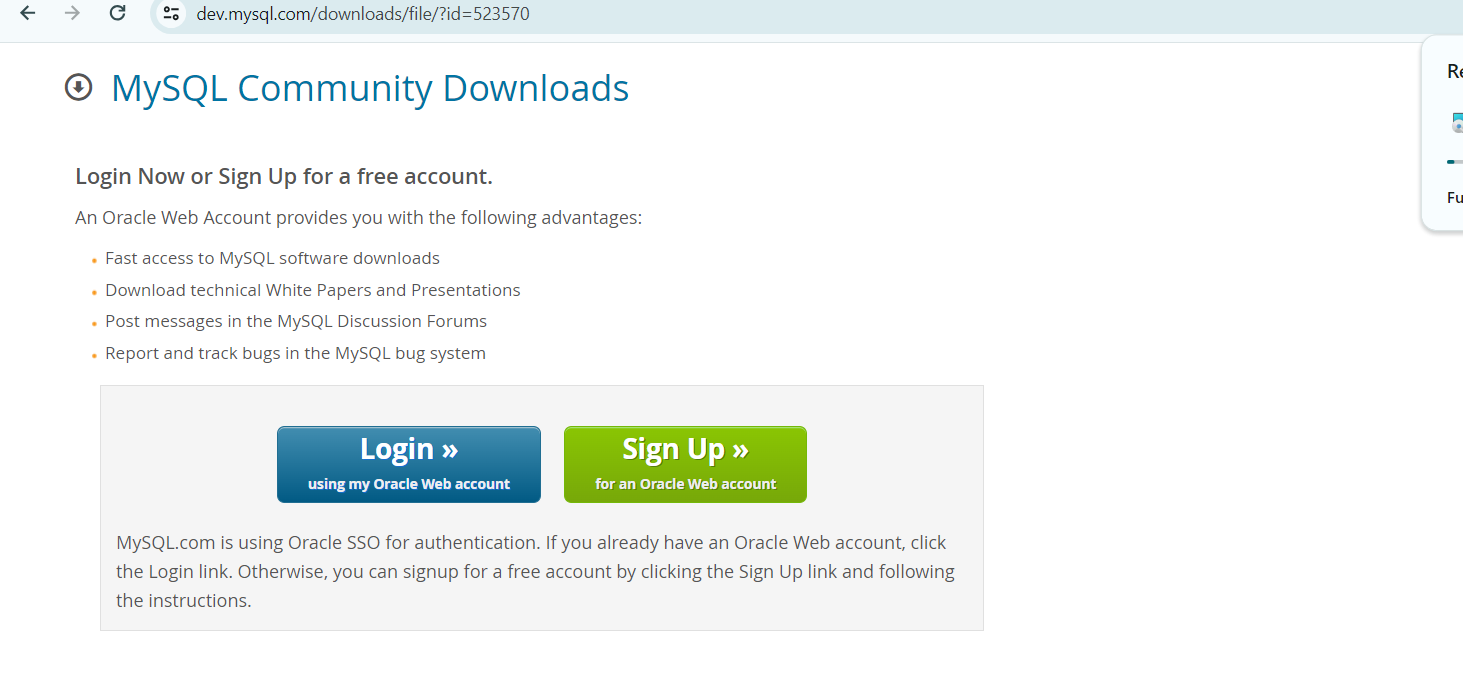 dev.mysql.com/downloads/file/?id=523570
MySQL Community Downloads
Login Now or Sign Up for a free account.
An Oracle Web Account provides you with the following advantages:
Fast access to MySQL software downloads
Download technical White Papers and Presentations
Post messages in the MySQL Discussion Forums
Report and track bugs in the MySQL bug system
Login »
using my Oracle Web account
Sign Up »
for an Oracle Web account
MySQL.com is using Oracle SSO for authentication. If you already have an Oracle Web account, click
the Login link. Otherwise, you can signup for a free account by clicking the Sign Up link and following
the instructions.